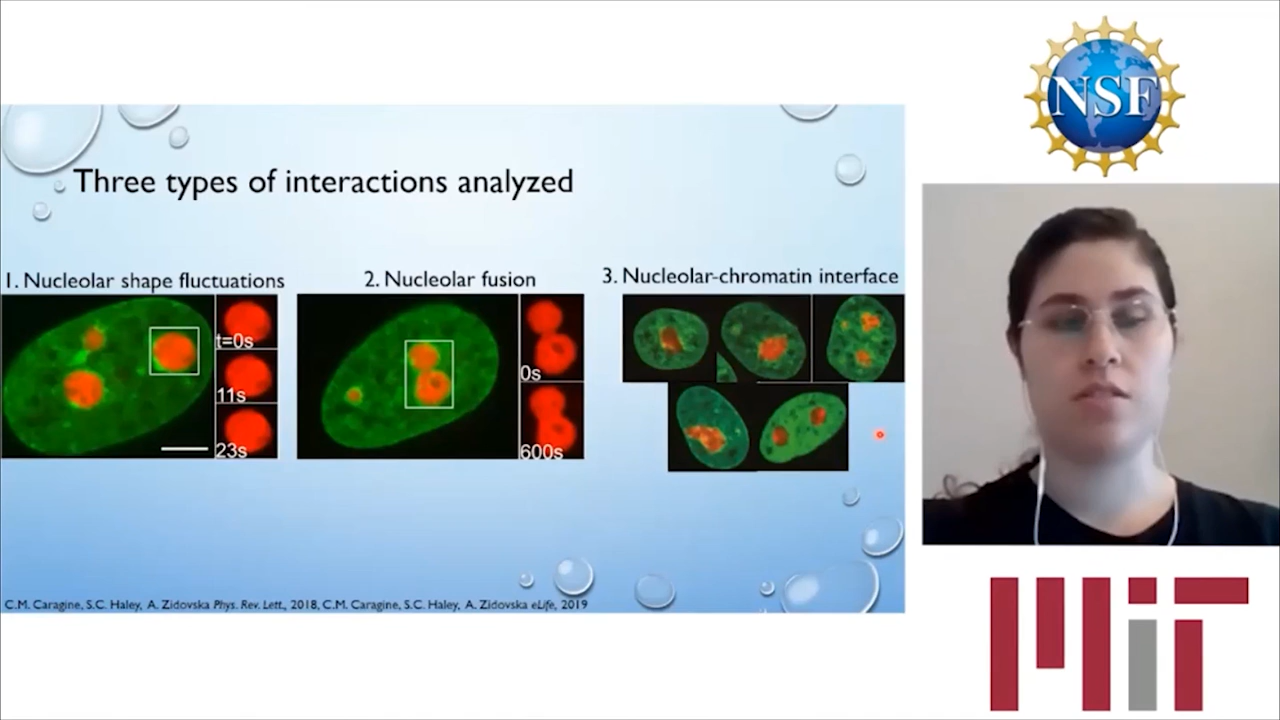 NSF
Three types of interactions analyzed
1. Nucleolar shape fluctuations
2. Nucleolar fusion
3. Nucleolar-chromatin interface
t=0s
11s
23s
0s
600s
C.M. Caragine, S.C. Haley, A. Zidovska Phys. Rev. Lett., 2018, C.M. Caragine, S.C. Haley, A. Zidovska eLife, 2019
MIT